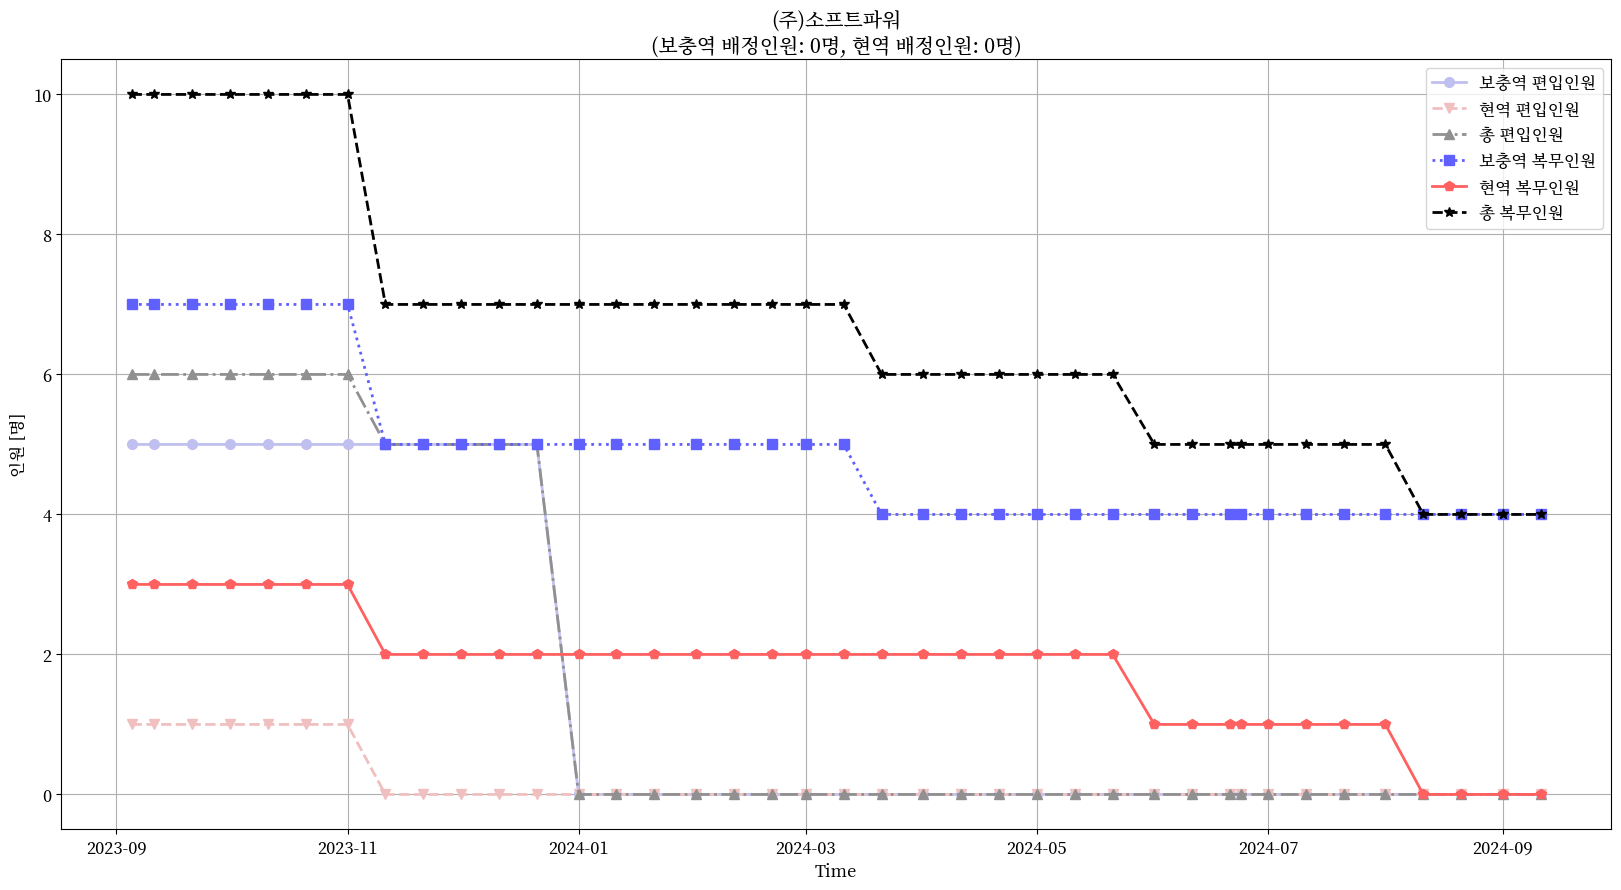 (주)소프트파워
(보충역 배정인원: 0명, 현역 배정인원: 0명)
보충역 편입인원
현역 편입인원
총 편입인원
보충역 복무인원
현역 복무인원
총 복무인원
인원 [명]
10
8
6
4
2
0
2023-09
2023-11
2024-01
2024-03
2024-05
2024-07
2024-09
Time